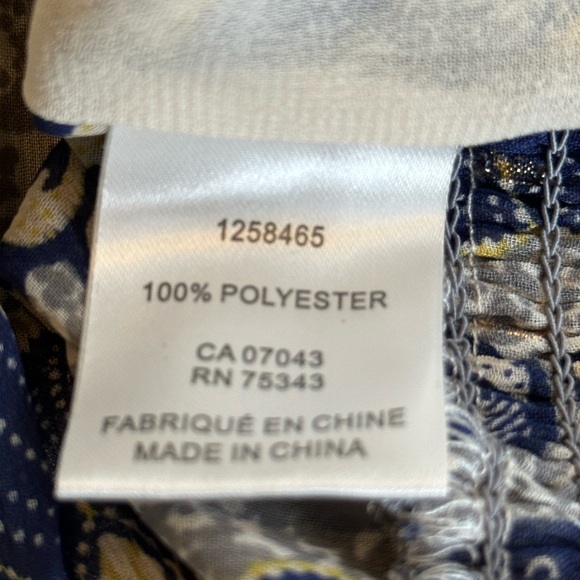 1258465
100% POLYESTER
CA 07043
RN 75343
FABRIQUÉ EN CHINE
MADE IN CHINA